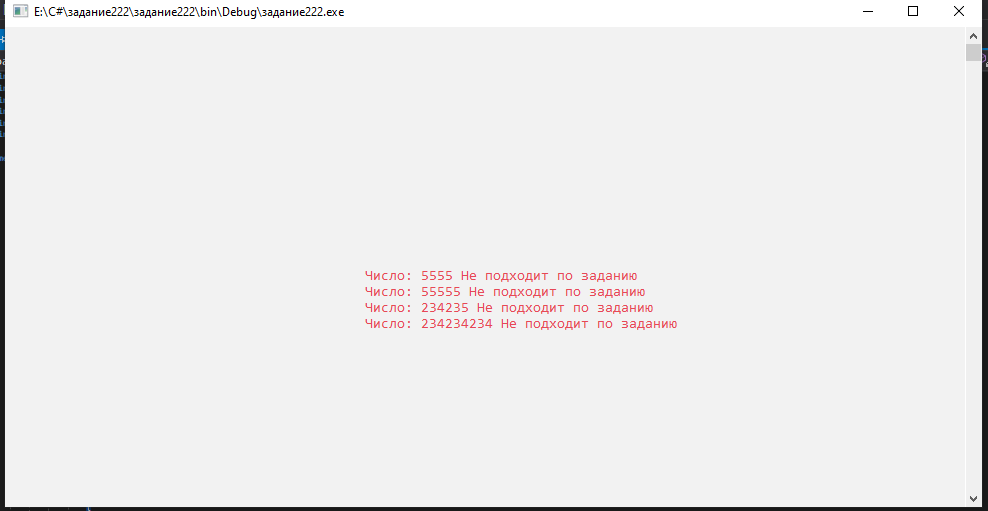 E:\C#\задание222\задание222\bin\Debug\задание222.exe
Число: 5555 Не подходит по заданию
Число: 55555 Не подходит по заданию
Число: 234235 Не подходит по заданию
Число: 234234234 Не подходит по заданию